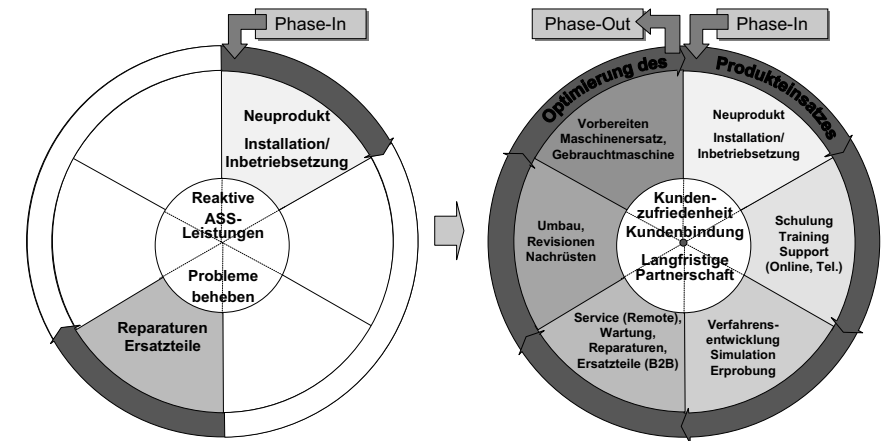 Phase-In
Neuprodukt
Installation/
Inbetriebsetzung
Reaktive
ASS-
Leistungen
Probleme
beheben
Reparaturen
Ersatzteile
Phase-Out
Phase-In
Optimierung des Produkteinsatzes
Vorbereiten
Maschinenersatz,
Gebrauchtmaschine
Neuprodukt
Installation/
Inbetriebsetzung
Umbau,
Revisionen
Nachrüsten
Kunden-
zufriedenheit
Kundenbindung
Langfristige
Partnerschaft
Schulung
Training
Support
(Online, Tel.)
Service (Remote),
Wartung,
Reparaturen,
Ersatzteile (B2B)
Verfahrens-
entwicklung
Simulation
Erprobung